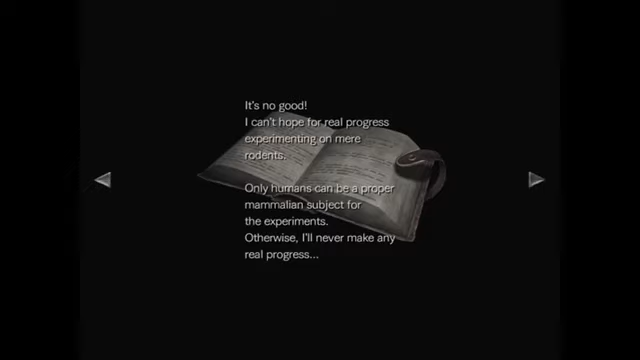 It's no good!
I can't hope for real progress
experimenting on mere
rodents.
Only humans can be a proper
mammalian subject for
the experiments.
Otherwise, I'll never make any
real progress...